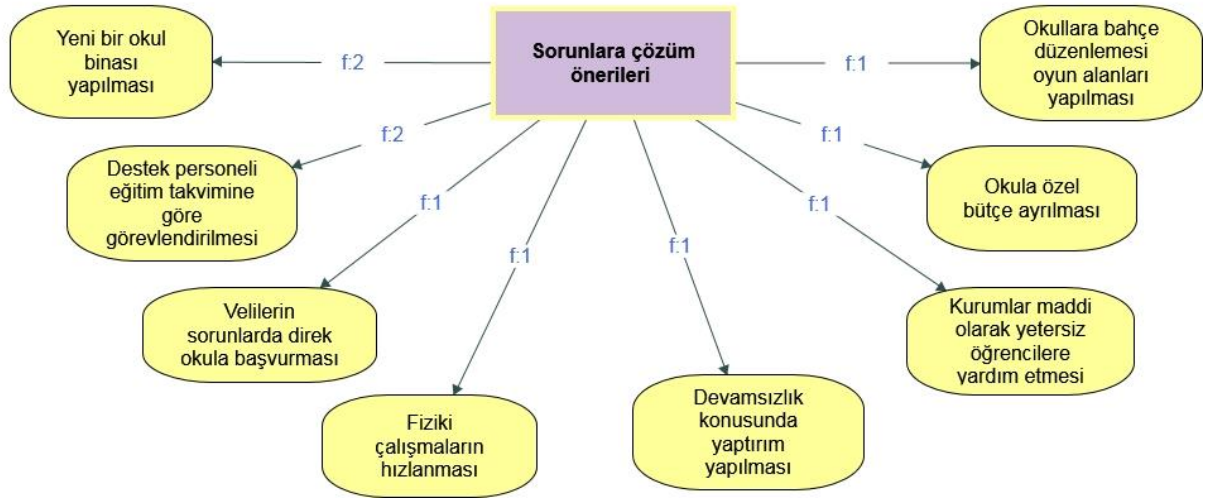 Sorunlara çözüm
önerileri
Yeni bir okul
binası
yapılması
f:2
f:1
Okullara bahçe
düzenlemesi
oyun alanları
yapılması
f:2
Destek personeli
eğitim takvimine
göre
görevlendirilmesi
f:1
Okula özel
bütçe ayrılması
f:1
Velilerin
sorunlarda direk
okula başvurması
f:1
Kurumlar maddi
olarak yetersiz
öğrencilere
yardım etmesi
f:1
Fiziki
çalışmaların
hızlanması
f:1
Devamsızlık
konusunda
yaptırım
yapılması